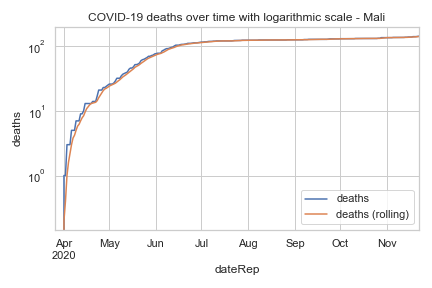 COVID-19 deaths over time with logarithmic scale - Mali
deaths
10²
10¹
10⁰
deaths
deaths (rolling)
Apr May Jun Jul Aug Sep Oct Nov
2020
dateRep